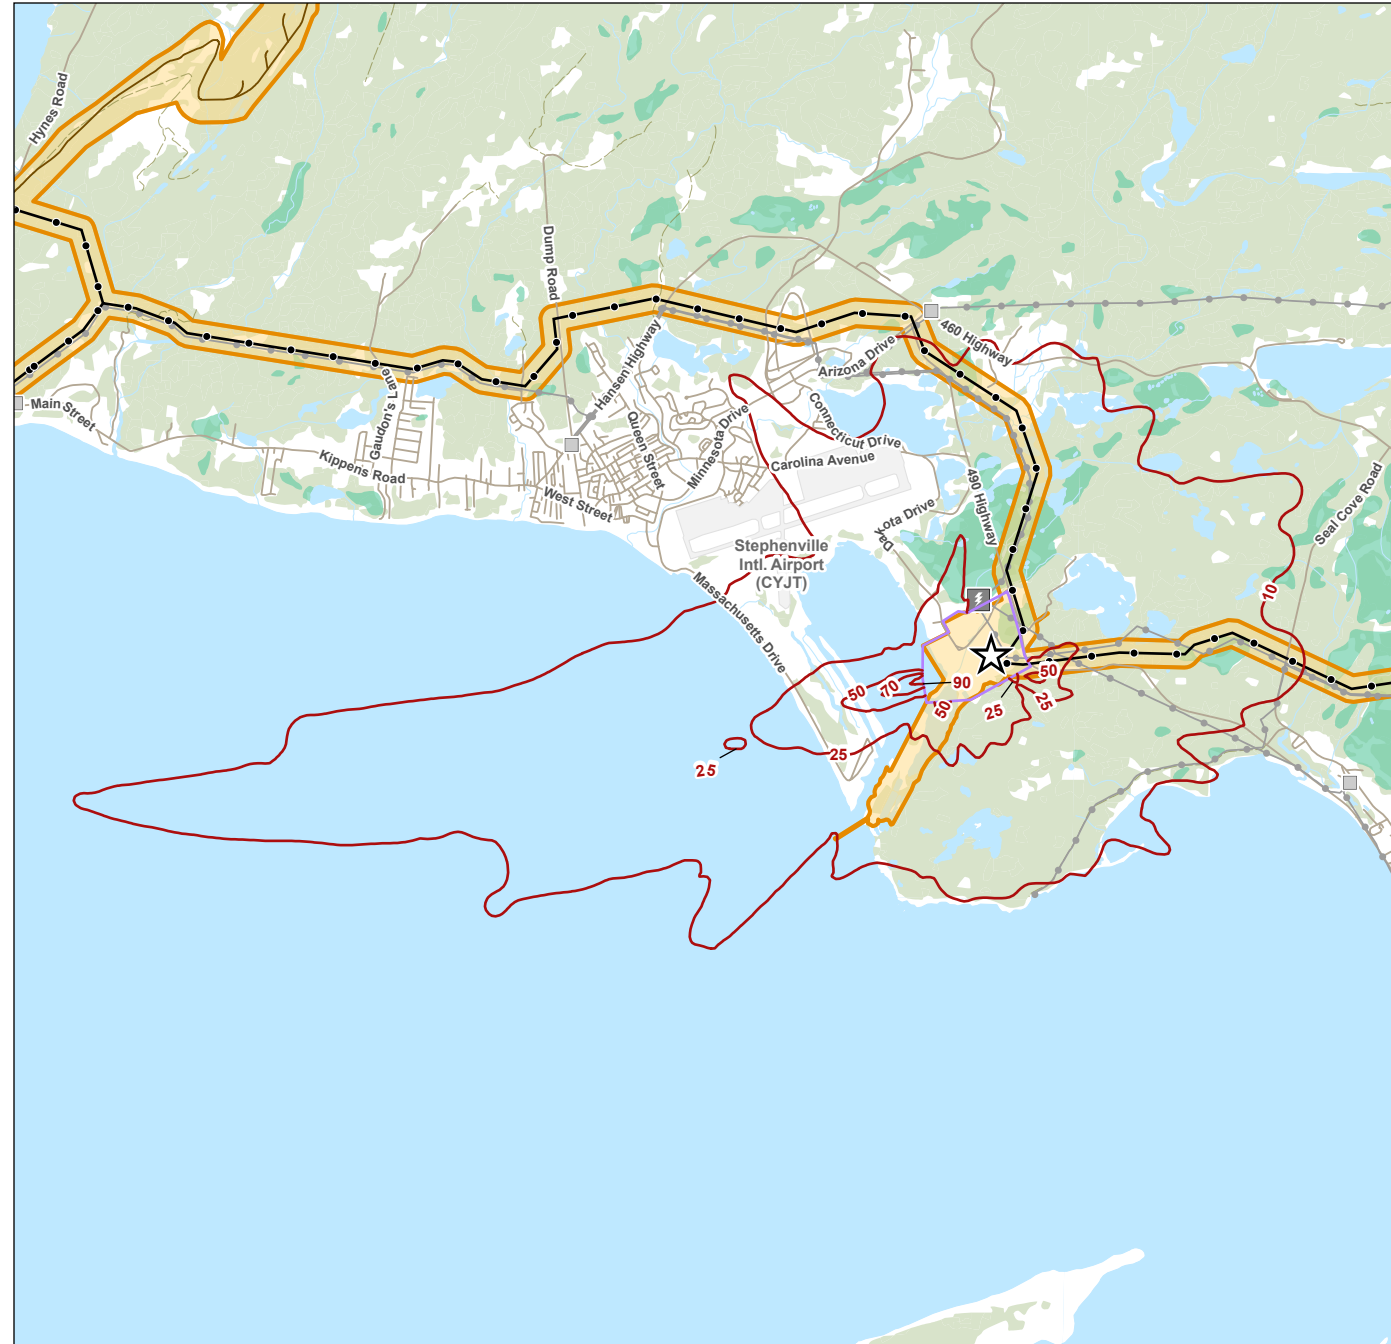 Hynes Road
Dump Road
460 Highway
Arizona Drive
Hansen Highway
Main Street
Gaudon's Lane
Queen Street
Minnesota Drive
Connecticut Drive
Carolina Avenue
Kippens Road
West Street
490 Highway
Seal Cove Road
Dakota Drive
Stephenville
Intl. Airport
(CYJT)
Massachusetts Drive
10
50
70
90
50
50
25
25
25
25